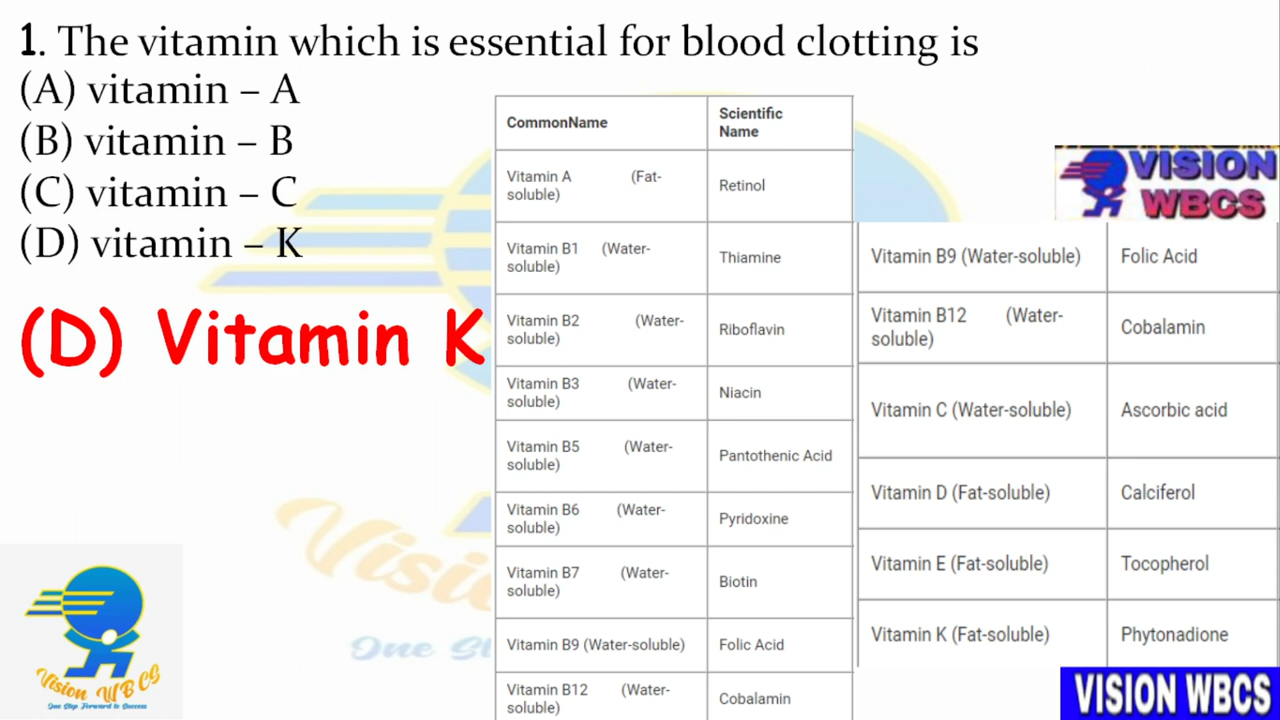 1. The vitamin which is essential for blood clotting is
(A) vitamin – A
(B) vitamin – B
(C) vitamin – C
(D) vitamin – K
(D) Vitamin K
CommonName
Scientific
Name
Vitamin A (Fat-
soluble)
Retinol
Vitamin B1 (Water-
soluble)
Thiamine
Vitamin B2 (Water-
soluble)
Riboflavin
Vitamin B3 (Water-
soluble)
Niacin
Vitamin B5 (Water-
soluble)
Pantothenic Acid
Vitamin B6 (Water-
soluble)
Pyridoxine
Vitamin B7 (Water-
soluble)
Biotin
Vitamin B9 (Water-soluble)
Folic Acid
Vitamin B12 (Water-
soluble)
Cobalamin
VISION
WBCS
Vitamin B9 (Water-soluble)
Folic Acid
Vitamin B12 (Water-
soluble)
Cobalamin
Vitamin C (Water-soluble)
Ascorbic acid
Vitamin D (Fat-soluble)
Calciferol
Vitamin E (Fat-soluble)
Tocopherol
Vitamin K (Fat-soluble)
Phytonadione
Visio
One St
Vision WBCS
One Step Forward to Success
VISION WBCS